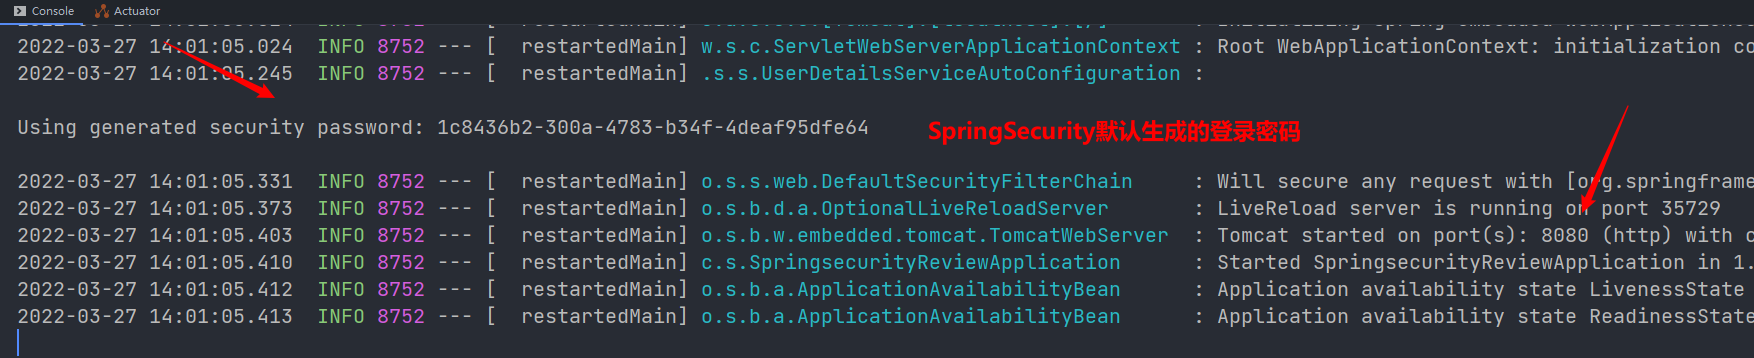 Console Actuator
2022-03-27 14:01:05.024 INFO 8752 --- [ restartedMain] w.s.c.ServletWebServerApplicationContext : Root WebApplicationContext: initialization co
2022-03-27 14:01:05.245 INFO 8752 --- [ restartedMain] .s.s.UserDetailsServiceAutoConfiguration :
Using generated security password: 1c8436b2-300a-4783-b34f-4deaf95dfe64
SpringSecurity默认生成的登录密码
2022-03-27 14:01:05.331 INFO 8752 --- [ restartedMain] o.s.s.web.DefaultSecurityFilterChain : Will secure any request with [org.springframe
2022-03-27 14:01:05.373 INFO 8752 --- [ restartedMain] o.s.b.d.a.OptionalLiveReloadServer : LiveReload server is running on port 35729
2022-03-27 14:01:05.403 INFO 8752 --- [ restartedMain] o.s.b.w.embedded.tomcat.TomcatWebServer : Tomcat started on port(s): 8080 (http) with c
2022-03-27 14:01:05.410 INFO 8752 --- [ restartedMain] c.s.SpringsecurityReviewApplication : Started SpringsecurityReviewApplication in 1.
2022-03-27 14:01:05.412 INFO 8752 --- [ restartedMain] o.s.b.a.ApplicationAvailabilityBean : Application availability state LivenessState
2022-03-27 14:01:05.413 INFO 8752 --- [ restartedMain] o.s.b.a.ApplicationAvailabilityBean : Application availability state ReadinessState